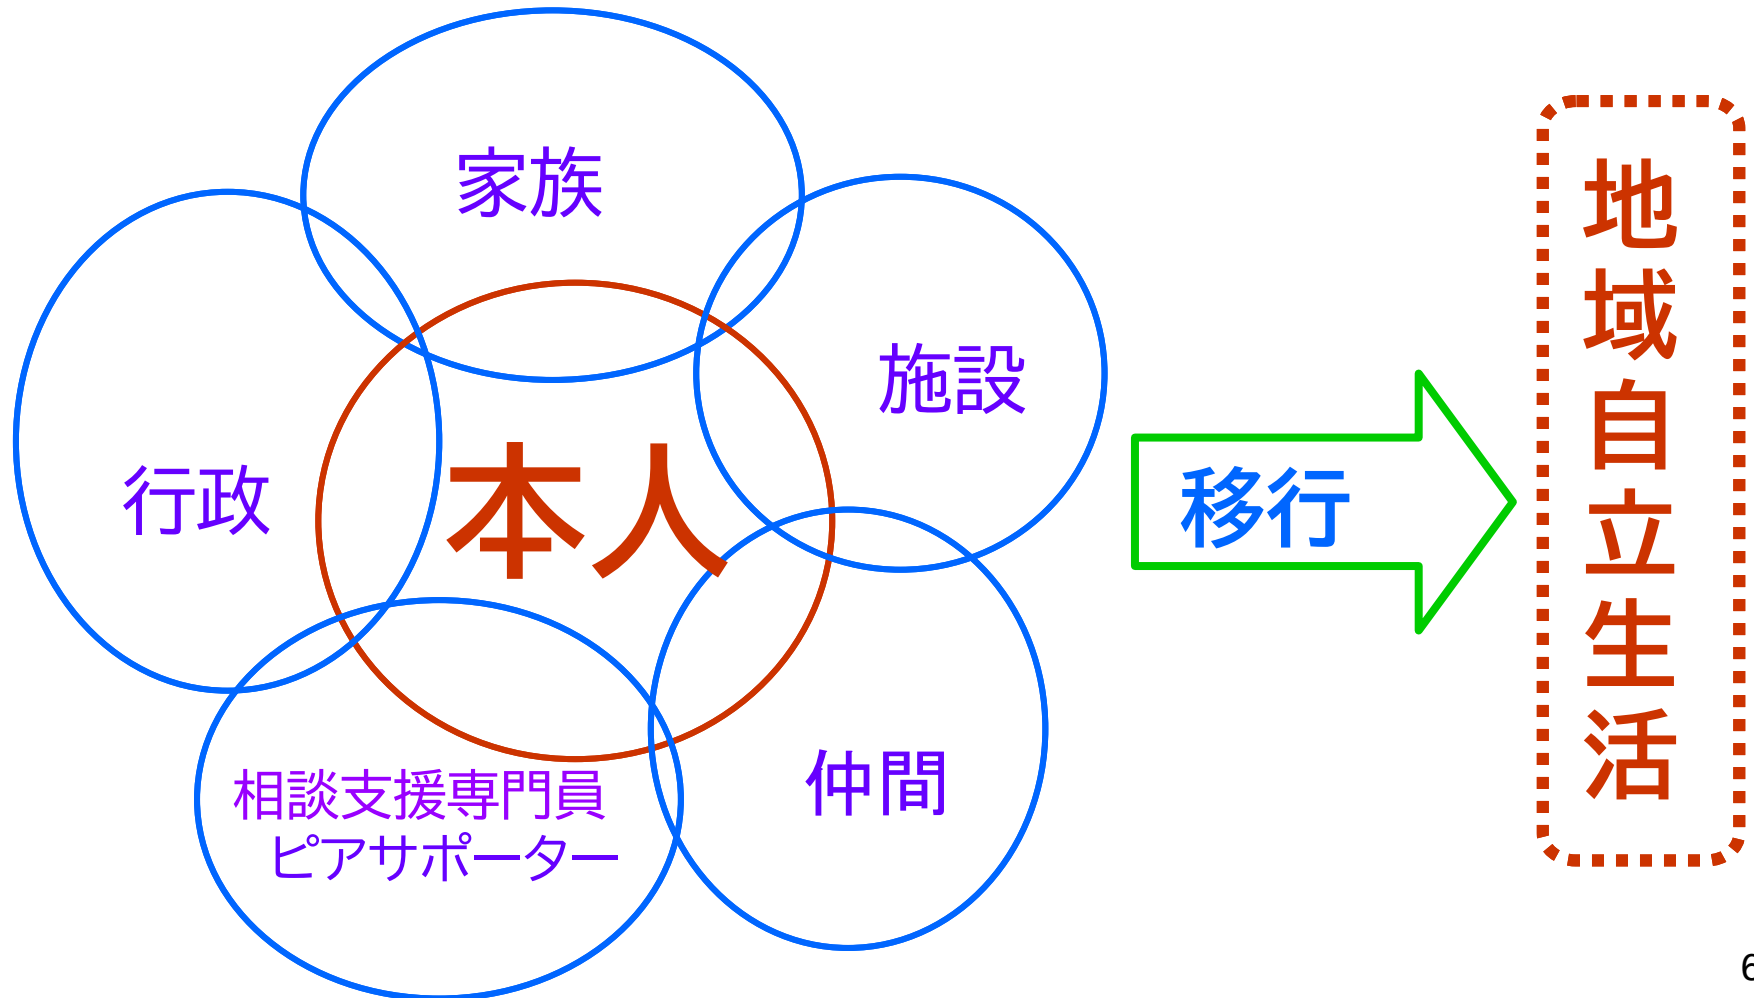 家族
施設
行政
本人
仲間
相談支援専門員
ピアサポーター
移行
地域自立生活
6